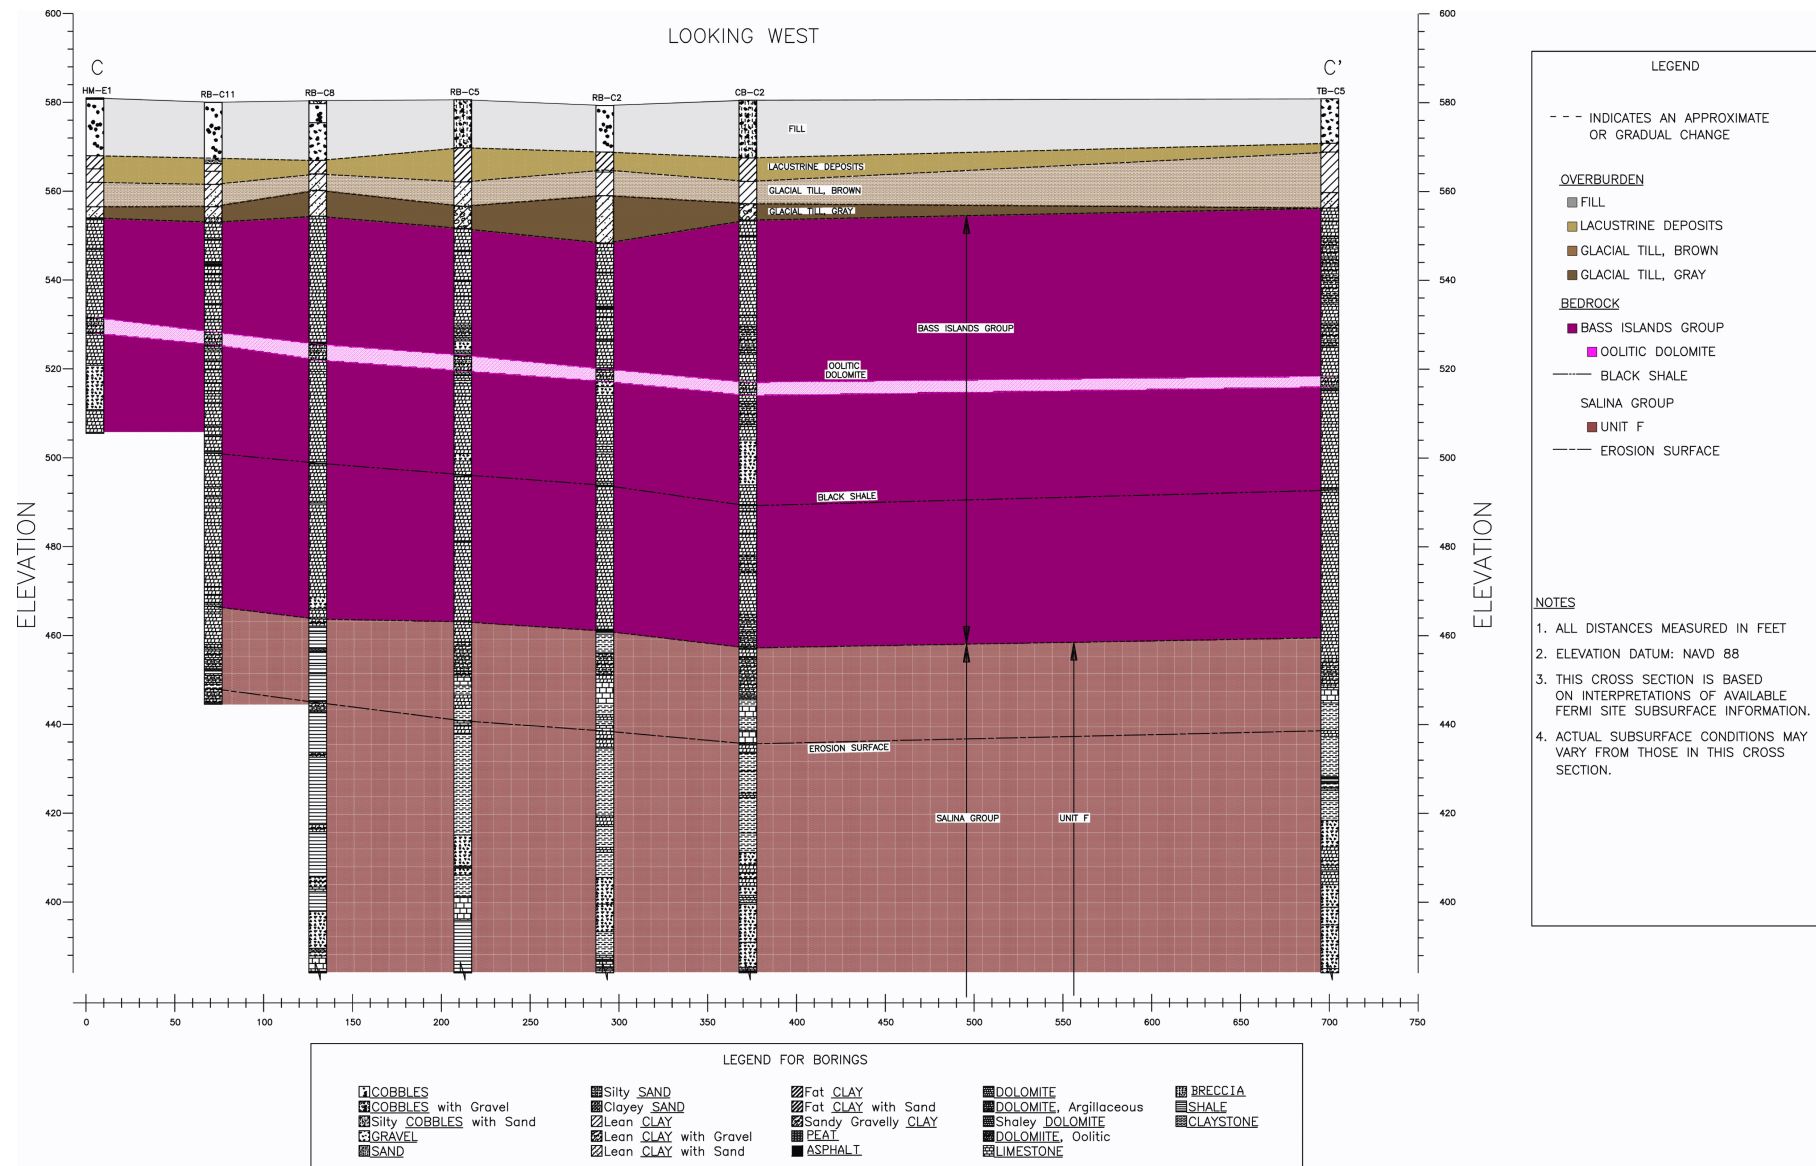 LOOKING WEST
C
C'
HM-E1
RB-C11
RB-C8
RB-C5
RB-C2
CB-C2
TB-C5
ELEVATION
600
580
560
540
520
500
480
460
440
420
400
FILL
LACUSTRINE DEPOSITS
GLACIAL TILL, BROWN
GLACIAL TILL, GRAY
BASS ISLANDS GROUP
OOLITIC
DOLOMITE
BLACK SHALE
EROSION SURFACE
SALINA GROUP
UNIT F
600
580
560
540
520
500
480
460
440
420
400
ELEVATION
0 50 100 150 200 250 300 350 400 450 500 550 600 650 700 750
LEGEND
INDICATES AN APPROXIMATE
OR GRADUAL CHANGE
OVERBURDEN
FILL
LACUSTRINE DEPOSITS
GLACIAL TILL, BROWN
GLACIAL TILL, GRAY
BEDROCK
BASS ISLANDS GROUP
OOLITIC DOLOMITE
BLACK SHALE
SALINA GROUP
UNIT F
EROSION SURFACE
NOTES
1. ALL DISTANCES MEASURED IN FEET
2. ELEVATION DATUM: NAVD 88
3. THIS CROSS SECTION IS BASED
ON INTERPRETATIONS OF AVAILABLE
FERMI SITE SUBSURFACE INFORMATION.
4. ACTUAL SUBSURFACE CONDITIONS MAY
VARY FROM THOSE IN THIS CROSS
SECTION.
LEGEND FOR BORINGS
COBBLES
COBBLES with Gravel
Silty COBBLES with Sand
GRAVEL
SAND
Silty SAND
Clayey SAND
Lean CLAY
Lean CLAY with Gravel
Lean CLAY with Sand
Fat CLAY
Fat CLAY with Sand
Sandy Gravelly CLAY
PEAT
ASPHALT
DOLOMITE
DOLOMITE, Argillaceous
Shaley DOLOMITE
DOLOMIITE, Oolitic
LIMESTONE
BRECCIA
SHALE
CLAYSTONE